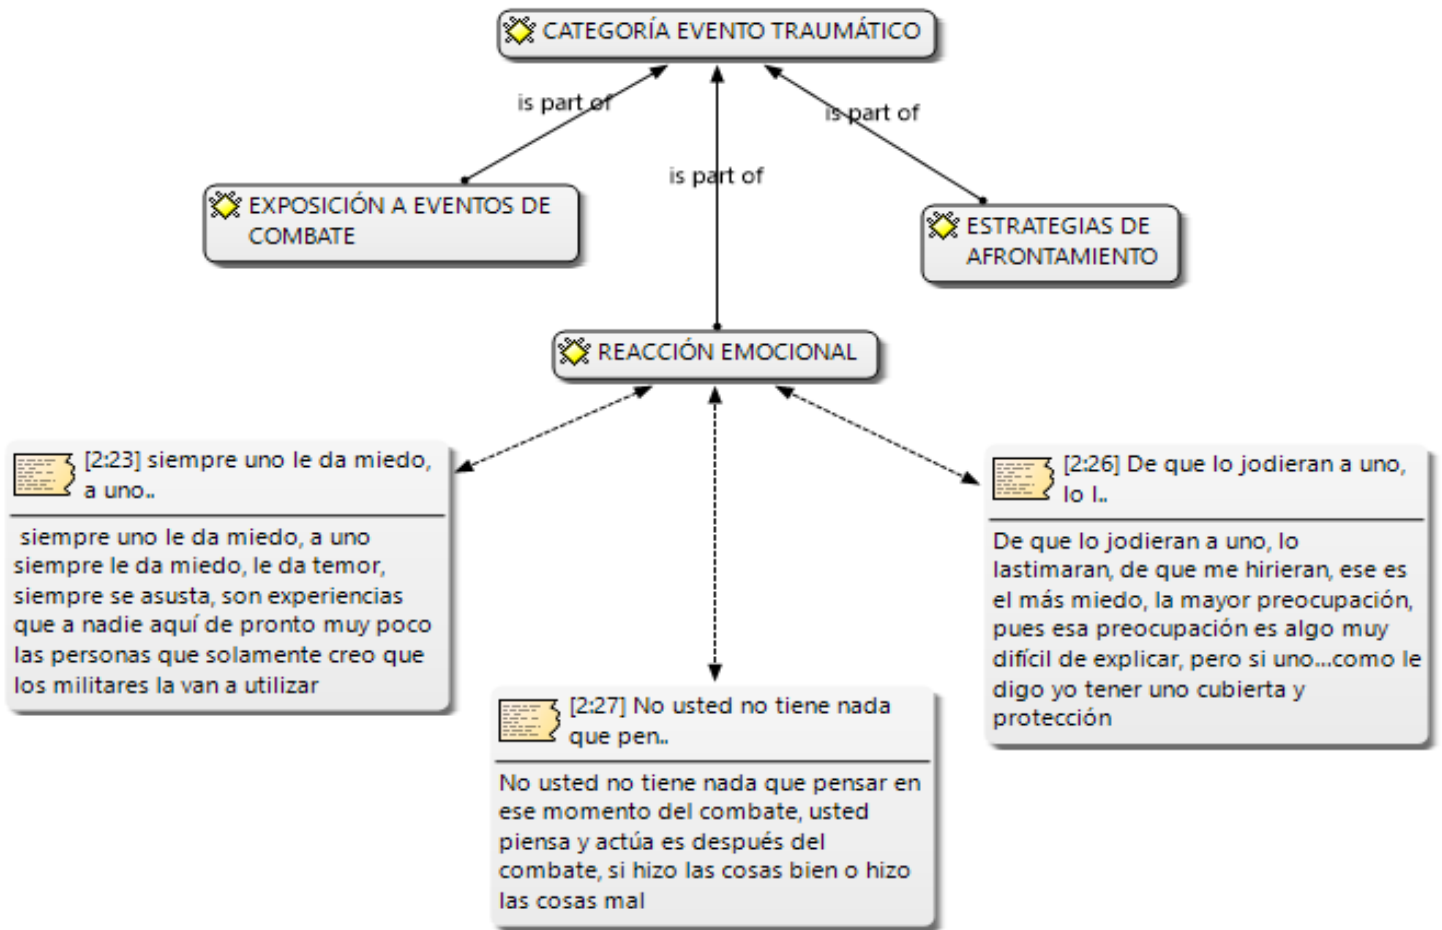 CATEGORÍA EVENTO TRAUMÁTICO
is part of
is part of
is part of
EXPOSICIÓN A EVENTOS DE
COMBATE
ESTRATEGIAS DE
AFRONTAMIENTO
REACCIÓN EMOCIONAL
[2:23] siempre uno le da miedo,
a uno..
siempre uno le da miedo, a uno
siempre le da miedo, le da temor,
siempre se asusta, son experiencias
que a nadie aquí de pronto muy poco
las personas que solamente creo que
los militares la van a utilizar
[2:27] No usted no tiene nada
que pen..
No usted no tiene nada que pensar en
ese momento del combate, usted
piensa y actúa es después del
combate, si hizo las cosas bien o hizo
las cosas mal
[2:26] De que lo jodieran a uno,
lo l..
De que lo jodieran a uno, lo
lastimaran, de que me hirieran, ese es
el más miedo, la mayor preocupación,
pues esa preocupación es algo muy
difícil de explicar, pero si uno...como le
digo yo tener uno cubierta y
protección